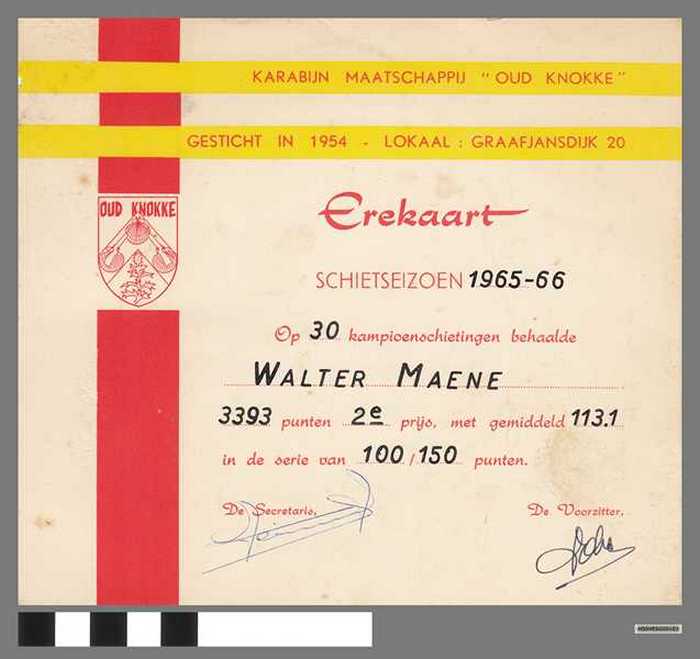 KARABIJN MAATSCHAPPIJ "OUD KNOKKE"
GESTICHT IN 1954 - LOKAAL : GRAAFJANSDIJK 20
OUD KNOKKE
Erekaart
SCHIETSEIZOEN 1965-66
Op 30 kampioenschietingen behaalde
WALTER MAENE
3393 punten 2e prijs, met gemiddeld 113.1
in de serie van 100 / 150 punten.
De Secretaris, De Voorzitter,